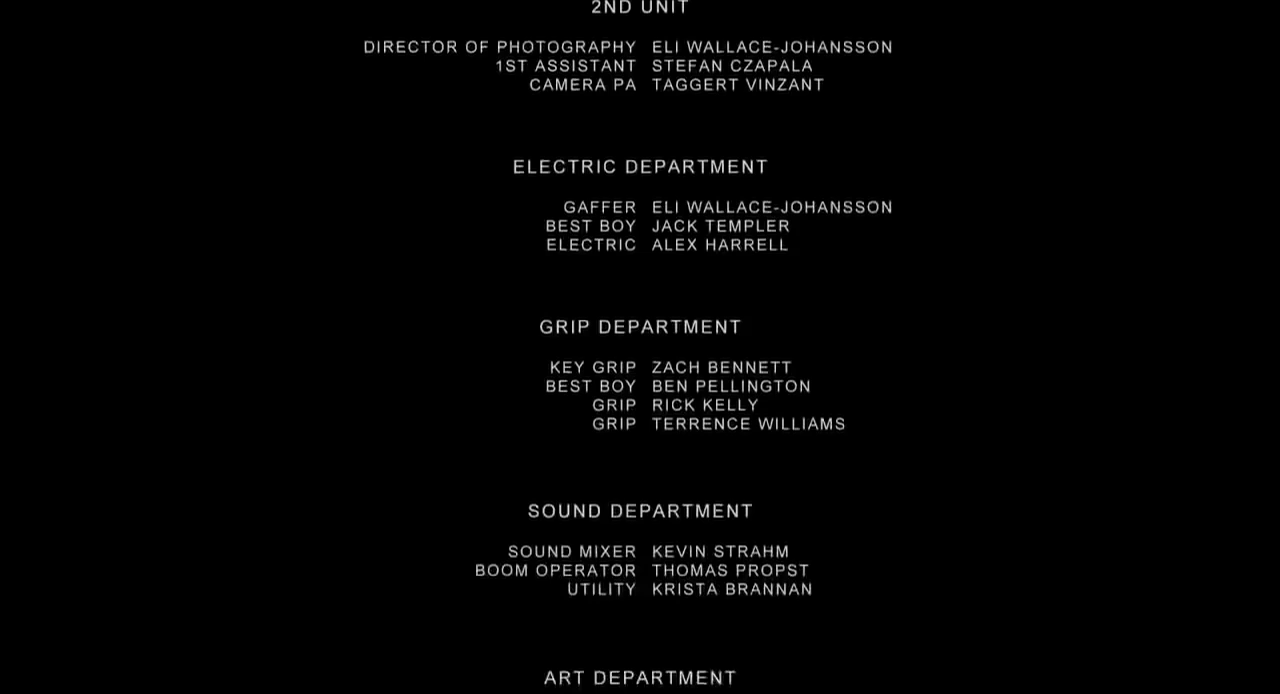 2ND UNIT
DIRECTOR OF PHOTOGRAPHY ELI WALLACE-JOHANSSON
1ST ASSISTANT STEFAN CZAPALA
CAMERA PA TAGGERT VINZANT
ELECTRIC DEPARTMENT
GAFFER ELI WALLACE-JOHANSSON
BEST BOY JACK TEMPLER
ELECTRIC ALEX HARRELL
GRIP DEPARTMENT
KEY GRIP ZACH BENNETT
BEST BOY BEN PELLINGTON
GRIP RICK KELLY
GRIP TERRENCE WILLIAMS
SOUND DEPARTMENT
SOUND MIXER KEVIN STRAHM
BOOM OPERATOR THOMAS PROPST
UTILITY KRISTA BRANNAN
ART DEPARTMENT